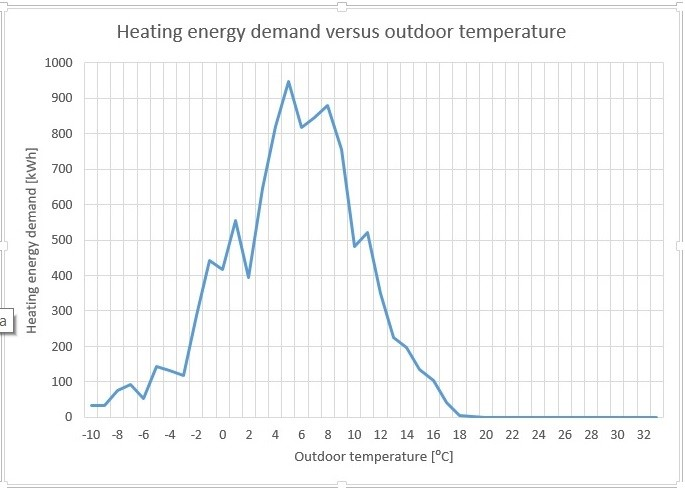 Heating energy demand versus outdoor temperature
1000
900
800
700
600
500
400
300
200
100
0
Heating energy demand [kWh]
a
-10 -8 -6 -4 -2 0 2 4 6 8 10 12 14 16 18 20 22 24 26 28 30 32
Outdoor temperature [°C]